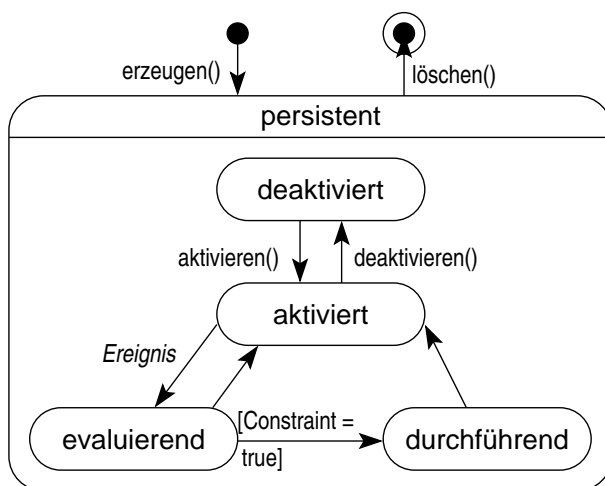 erzeugen()
löschen()
persistent
deaktiviert
aktivieren()
deaktivieren()
aktiviert
Ereignis
evaluierend
[Constraint =
true]
durchführend